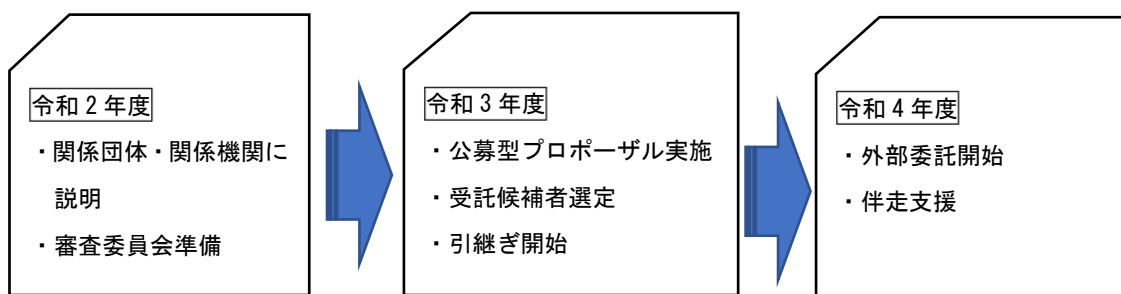 令和2年度
・関係団体・関係機関に
説明
・審査委員会準備
令和3年度
・公募型プロポーザル実施
・受託候補者選定
・引継ぎ開始
令和4年度
・外部委託開始
・伴走支援